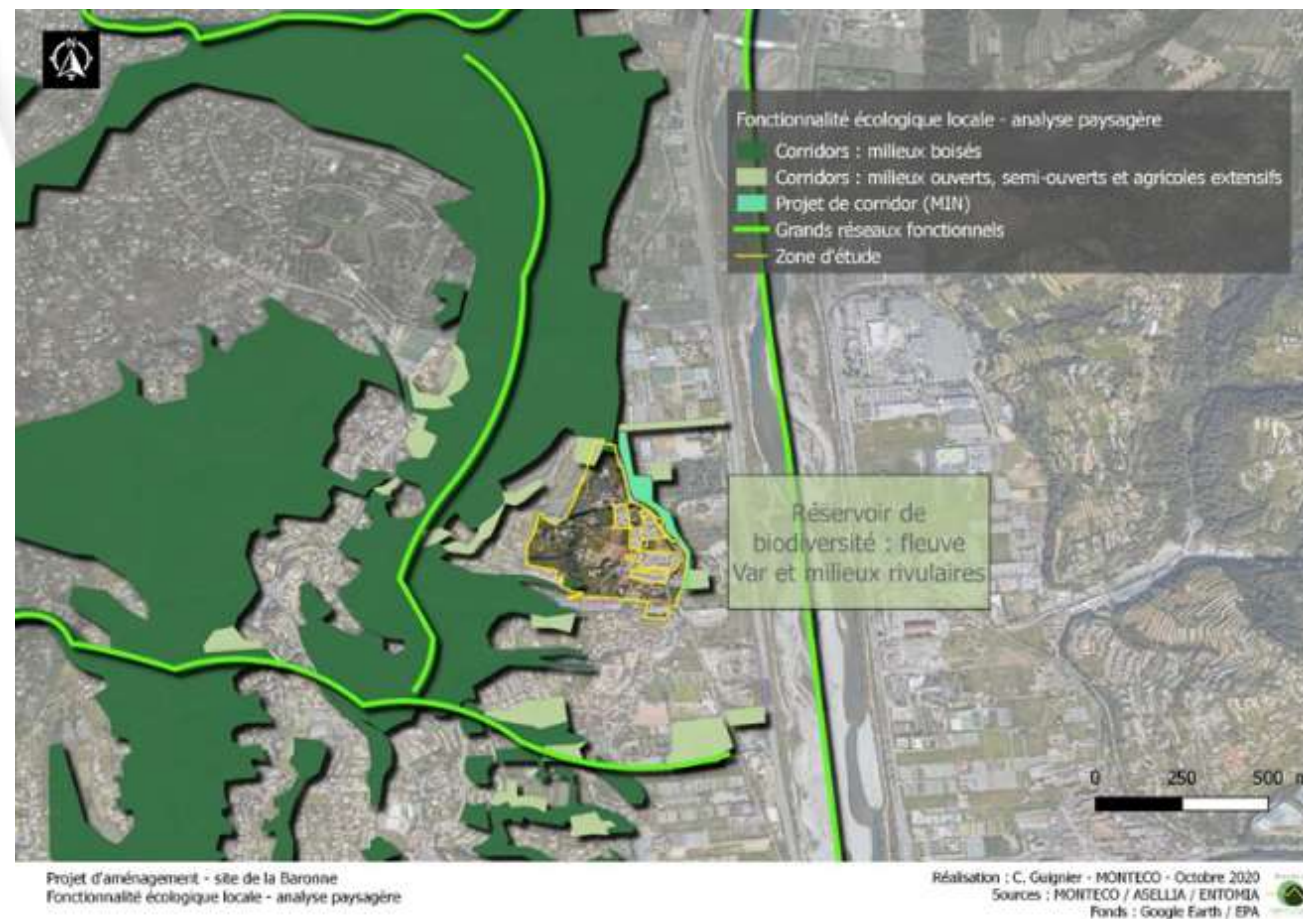 N
Fonctionnalité écologique locale - analyse paysagère
Corridors : milieux boisés
Corridors : milieux ouverts, semi-ouverts et agricoles extensifs
Projet de corridor (MIN)
Grands réseaux fonctionnels
Zone d'étude
Réservoir de
biodiversité : fleuve
Var et milieux rivulaires
0 250 500 m
Projet d'aménagement - site de la Baronne
Fonctionnalité écologique locale - analyse paysagère
Réalisation : C. Guignier - MONTECO - Octobre 2020
Sources : MONTECO / ASELLIA / ENTOMIA
Fonds : Google Earth / EPA